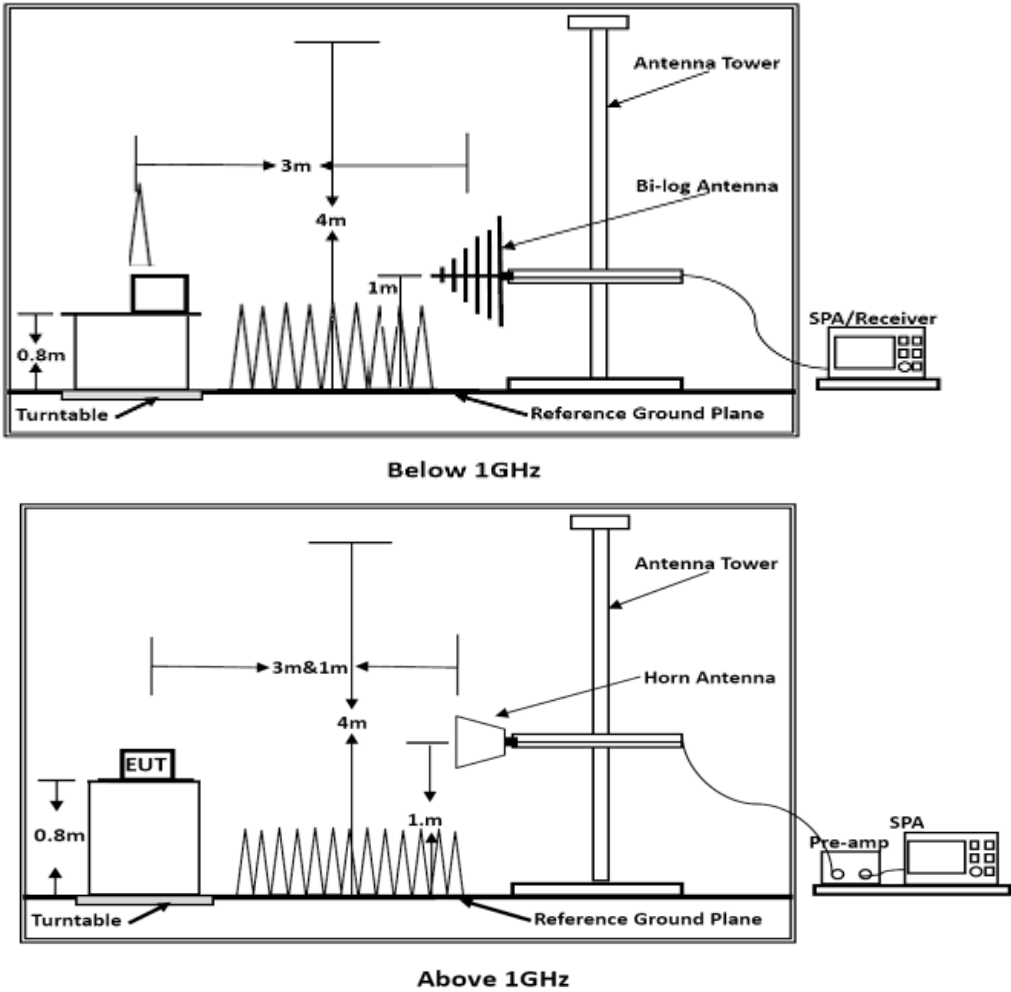 Antenna Tower
3m
Bi-log Antenna
4m
1m
SPA/Receiver
0.8m
Turntable
Reference Ground Plane
Below 1GHz
Antenna Tower
3m&1m
Horn Antenna
4m
EUT
1.m
0.8m
SPA
Pre-amp
Turntable
Reference Ground Plane
Above 1GHz